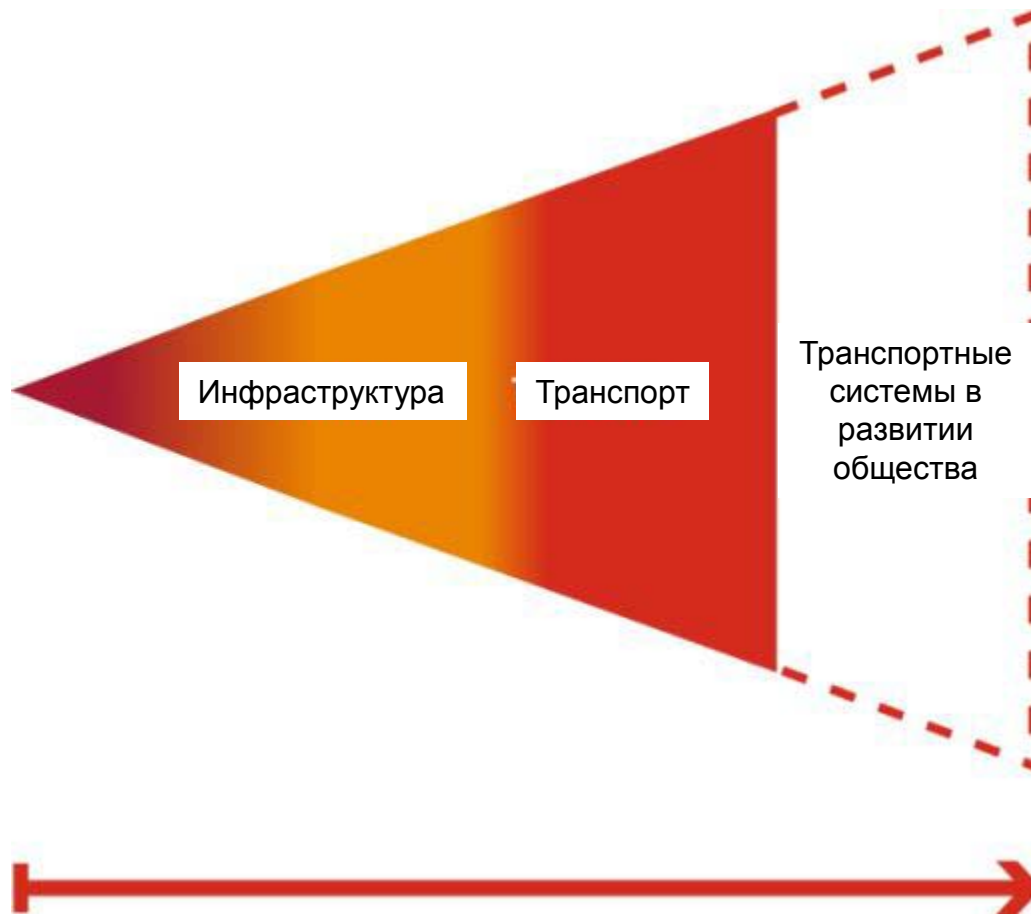 Инфраструктура
Транспорт
Транспортные
системы в
развитии
общества